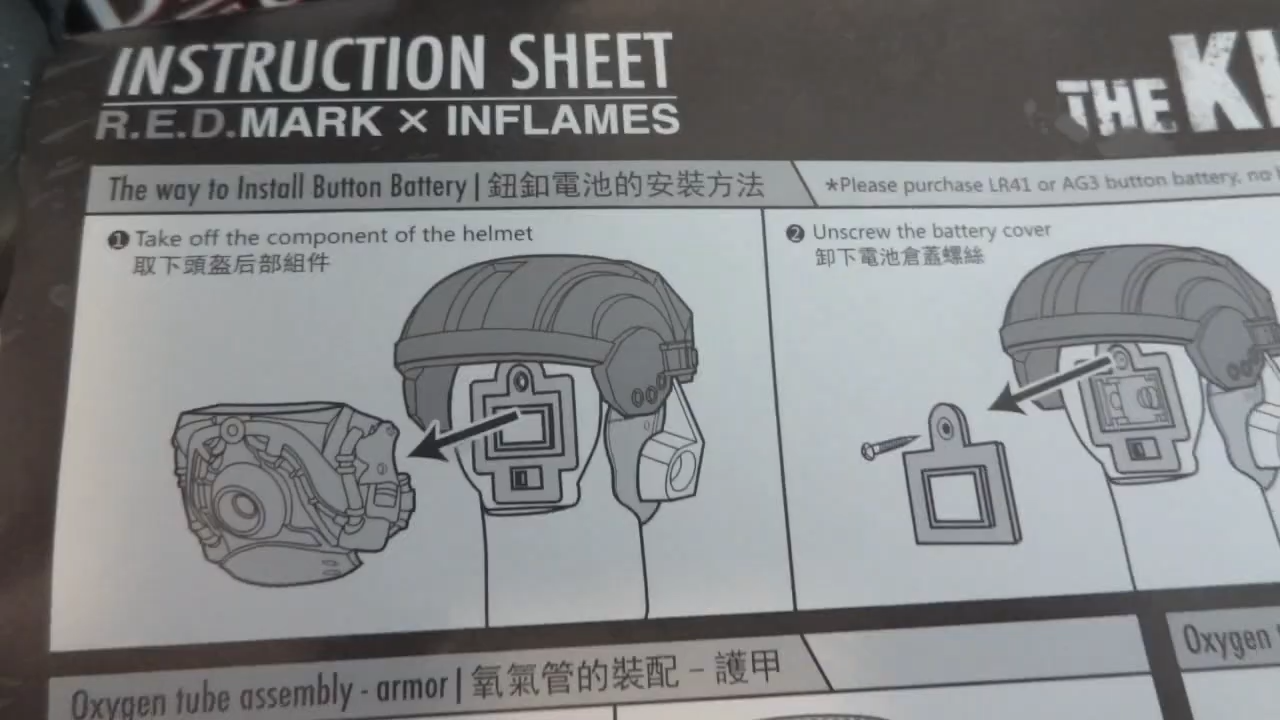 INSTRUCTION SHEET
THE
R.E.D.MARK × INFLAMES
The way to Install Button Battery | 鈕釦電池的安裝方法
*Please purchase LR41 or AG3 button battery, no
❶ Take off the component of the helmet
取下頭盔后部組件
❷ Unscrew the battery cover
卸下電池倉蓋螺絲
Oxygen tube assembly - armor | 氧氣管的裝配 - 護甲
Oxygen